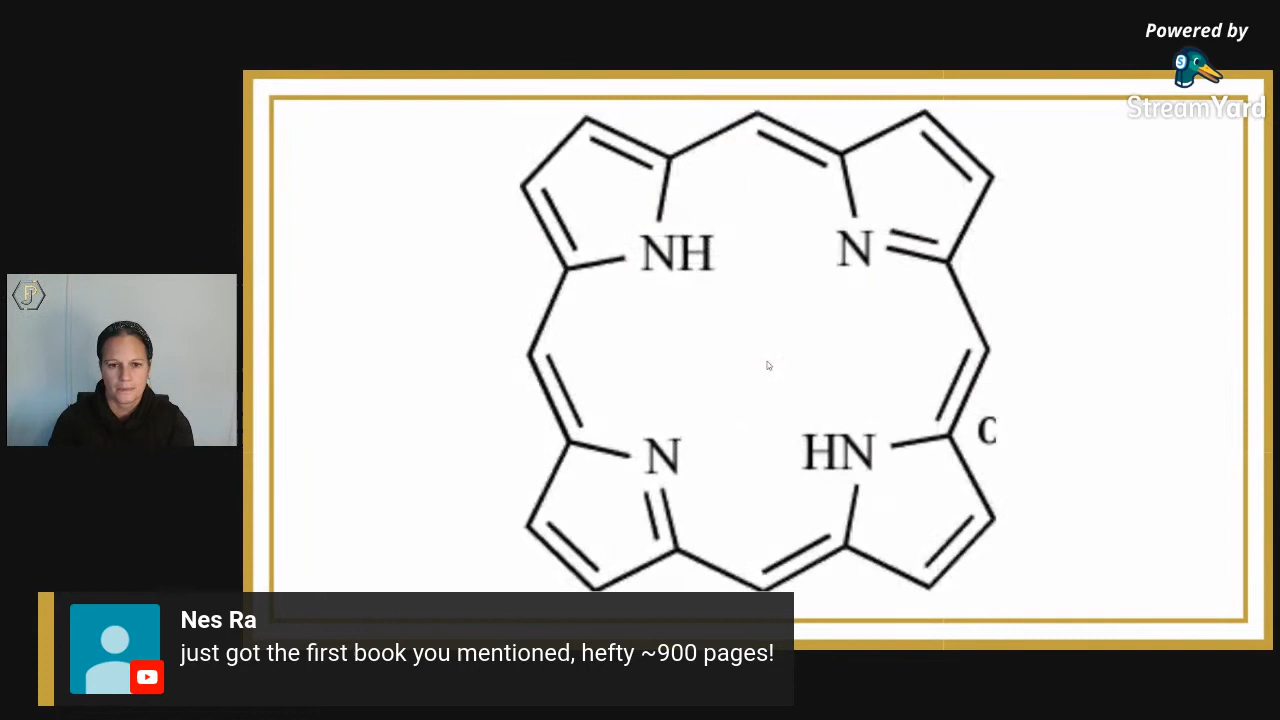 Powered by
StreamYard
NH
N
N
HN
C
Nes Ra
just got the first book you mentioned, hefty ~900 pages!